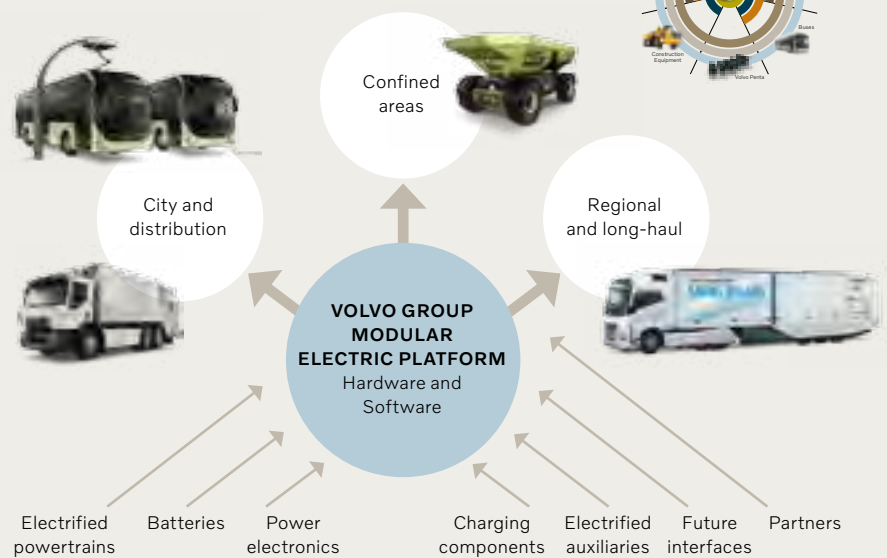 Buses
Construction
Equipment
Volvo Penta
Confined
areas
City and
distribution
Regional
and long-haul
VOLVO GROUP
MODULAR
ELECTRIC PLATFORM
Hardware and
Software
Electrified
powertrains
Batteries
Power
electronics
Charging
components
Electrified
auxiliaries
Future
interfaces
Partners